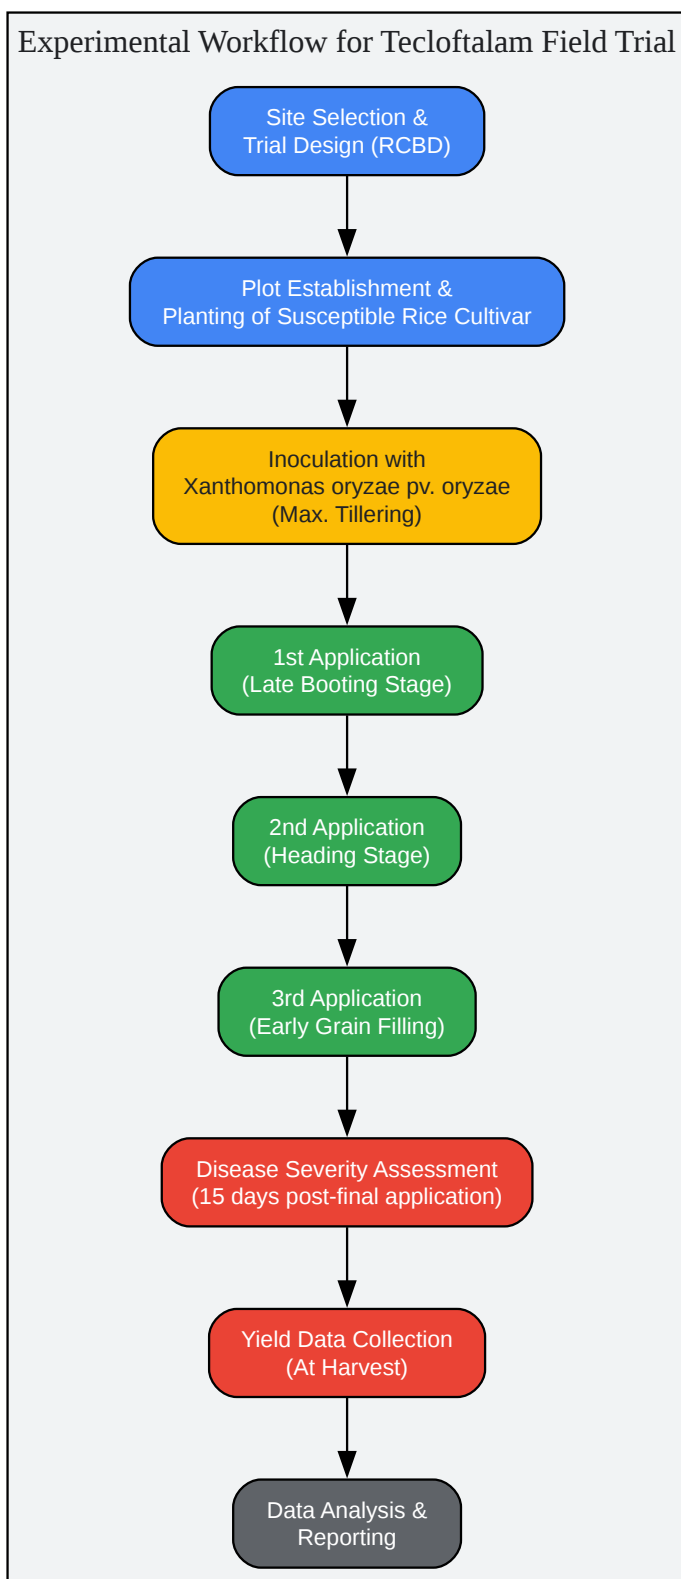 Experimental Workflow for Tecloftalam Field Trial
Site Selection &
Trial Design (RCBD)
Plot Establishment &
Planting of Susceptible Rice Cultivar
Inoculation with
Xanthomonas oryzae pv. oryzae
(Max. Tillering)
1st Application
(Late Booting Stage)
2nd Application
(Heading Stage)
3rd Application
(Early Grain Filling)
Disease Severity Assessment
(15 days post-final application)
Yield Data Collection
(At Harvest)
Data Analysis &
Reporting